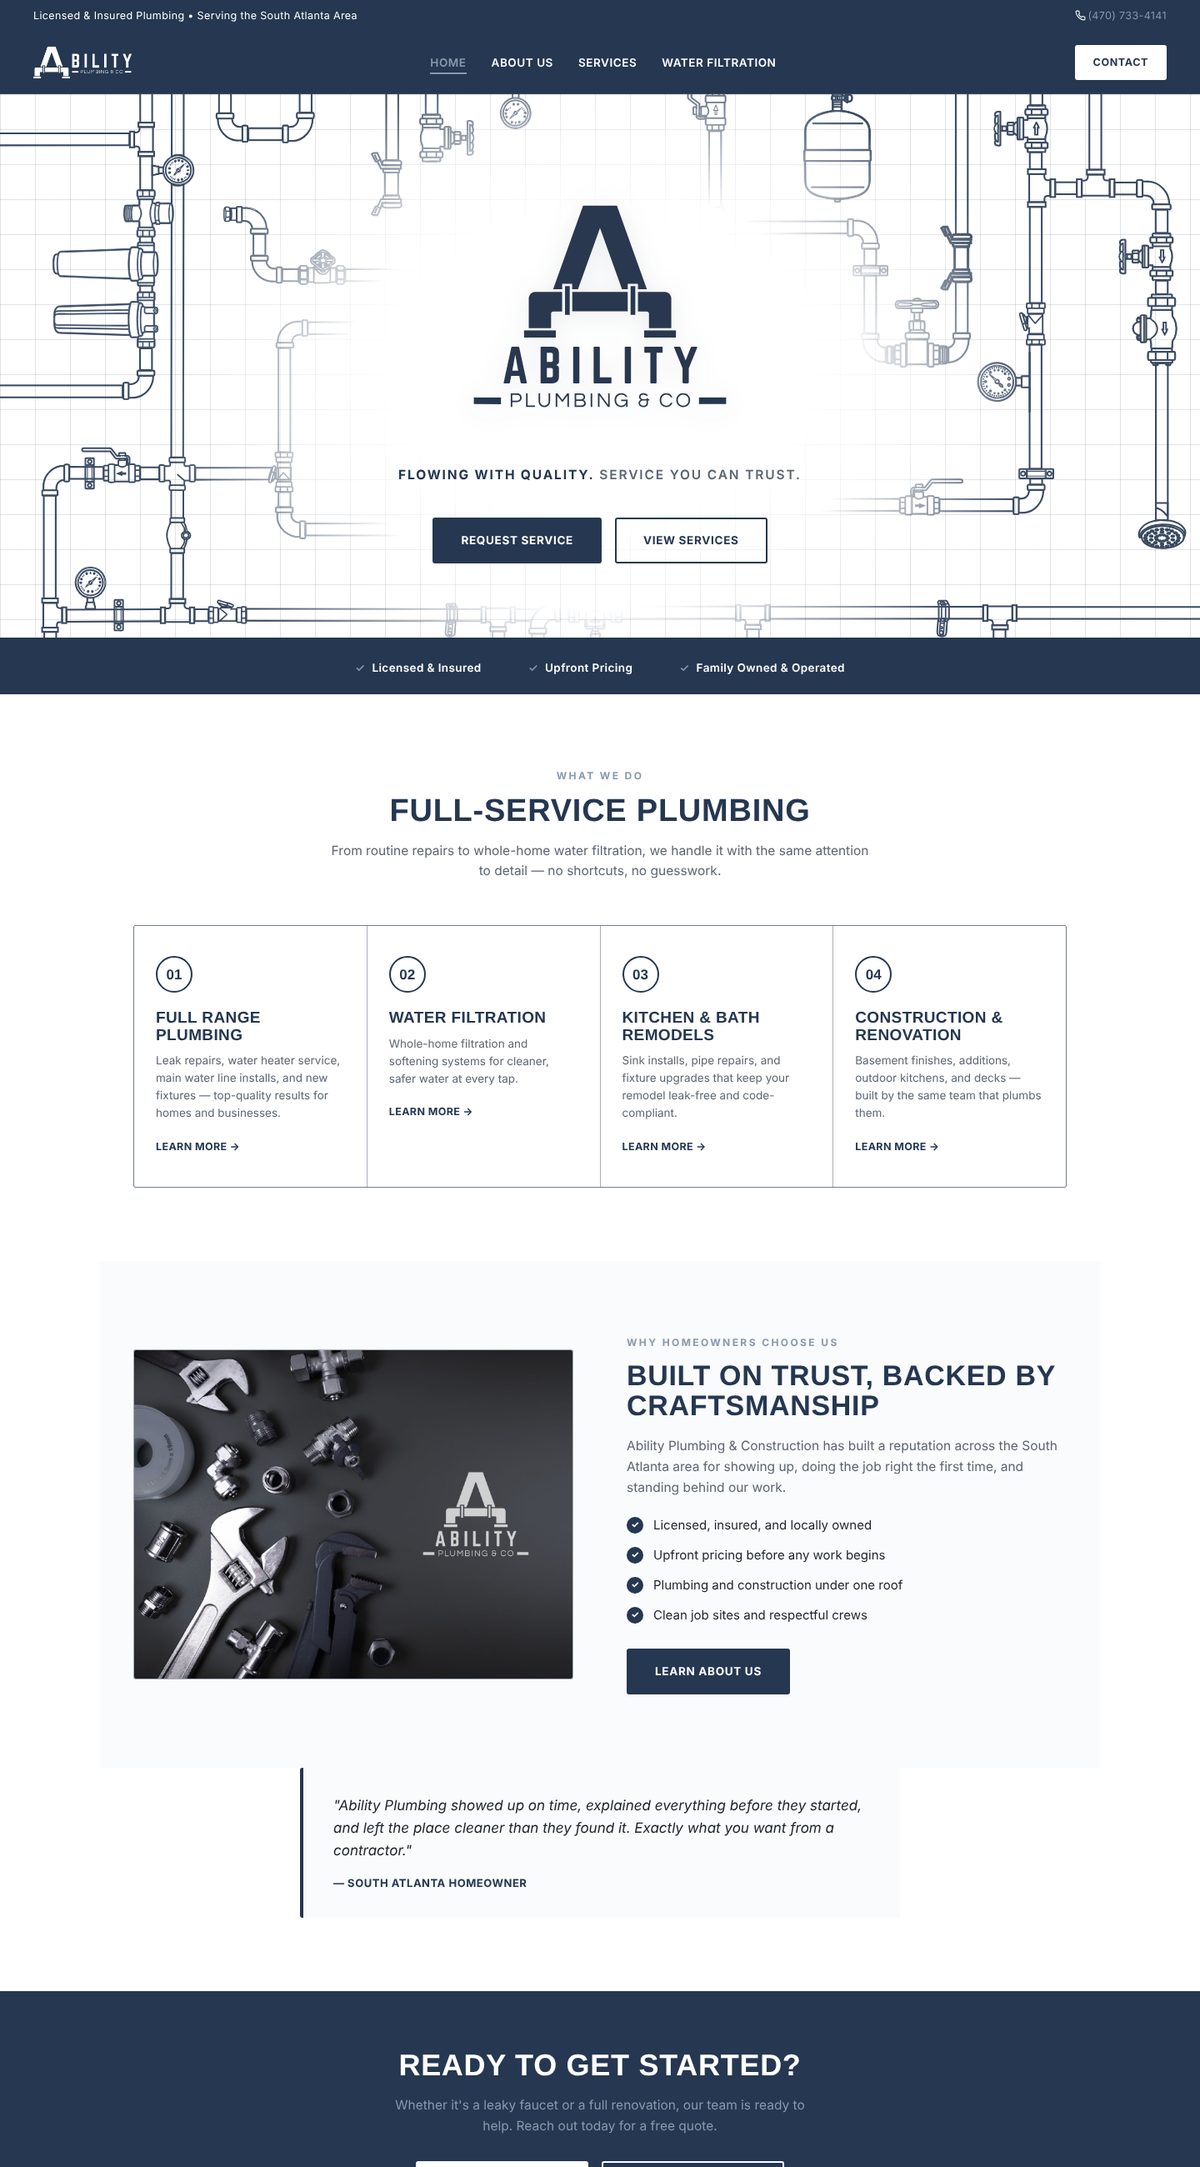 Licensed & Insured Plumbing • Serving the South Atlanta Area
(470) 733-4141
ABILITY
PLUMBING & CO
HOME
ABOUT US
SERVICES
WATER FILTRATION
CONTACT
ABILITY
PLUMBING & CO
FLOWING WITH QUALITY. SERVICE YOU CAN TRUST.
REQUEST SERVICE
VIEW SERVICES
✓ Licensed & Insured
✓ Upfront Pricing
✓ Family Owned & Operated
WHAT WE DO
FULL-SERVICE PLUMBING
From routine repairs to whole-home water filtration, we handle it with the same attention
to detail — no shortcuts, no guesswork.
01
FULL RANGE
PLUMBING
Leak repairs, water heater service,
main water line installs, and new
fixtures — top-quality results for
homes and businesses.
LEARN MORE →
02
WATER FILTRATION
Whole-home filtration and
softening systems for cleaner,
safer water at every tap.
LEARN MORE →
03
KITCHEN & BATH
REMODELS
Sink installs, pipe repairs, and
fixture upgrades that keep your
remodel leak-free and code-
compliant.
LEARN MORE →
04
CONSTRUCTION &
RENOVATION
Basement finishes, additions,
outdoor kitchens, and decks —
built by the same team that plumbs
them.
LEARN MORE →
ABILITY
PLUMBING & CO
WHY HOMEOWNERS CHOOSE US
BUILT ON TRUST, BACKED BY
CRAFTSMANSHIP
Ability Plumbing & Construction has built a reputation across the South
Atlanta area for showing up, doing the job right the first time, and
standing behind our work.
Licensed, insured, and locally owned
Upfront pricing before any work begins
Plumbing and construction under one roof
Clean job sites and respectful crews
LEARN ABOUT US
"Ability Plumbing showed up on time, explained everything before they started,
and left the place cleaner than they found it. Exactly what you want from a
contractor."
— SOUTH ATLANTA HOMEOWNER
READY TO GET STARTED?
Whether it's a leaky faucet or a full renovation, our team is ready to
help. Reach out today for a free quote.